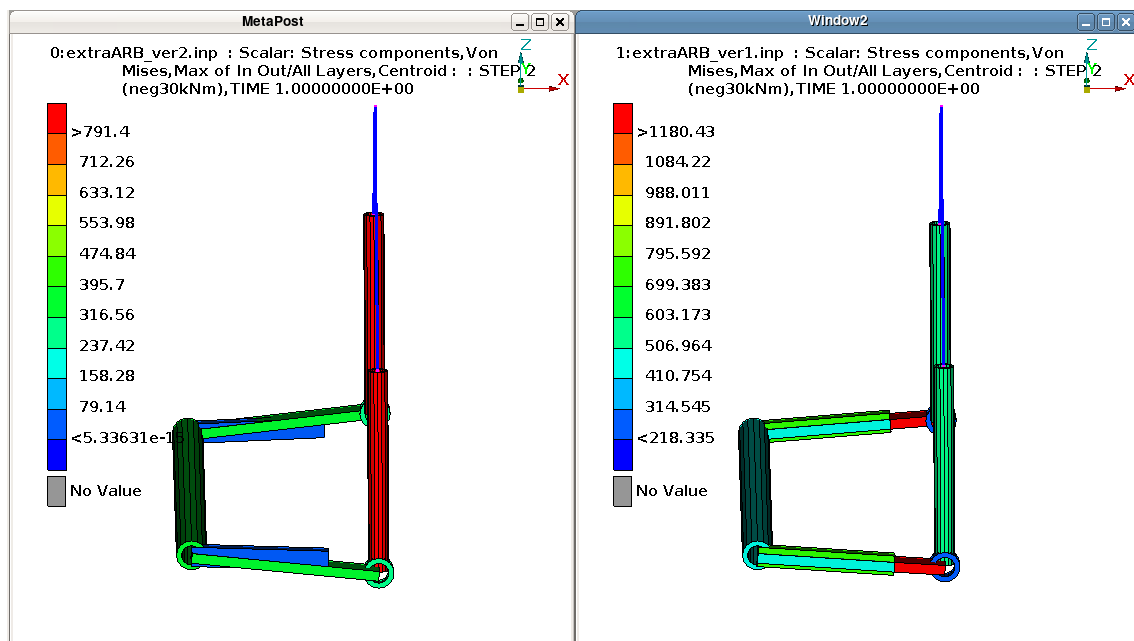 MetaPost
0:extraARB_ver2.inp : Scalar: Stress components,Von
Mises,Max of In Out/All Layers,Centroid : : STEP 2
(neg30kNm),TIME 1.00000000E+00
Z
Y
X
>791.4
712.26
633.12
553.98
474.84
395.7
316.56
237.42
158.28
79.14
No Value
Window2
1:extraARB_ver1.inp : Scalar: Stress components,Von
Mises,Max of In Out/All Layers,Centroid : : STEP 2
(neg30kNm),TIME 1.00000000E+00
Z
Y
X
>1180.43
1084.22
988.011
891.802
795.592
699.383
603.173
506.964
410.754
314.545
<218.335
No Value